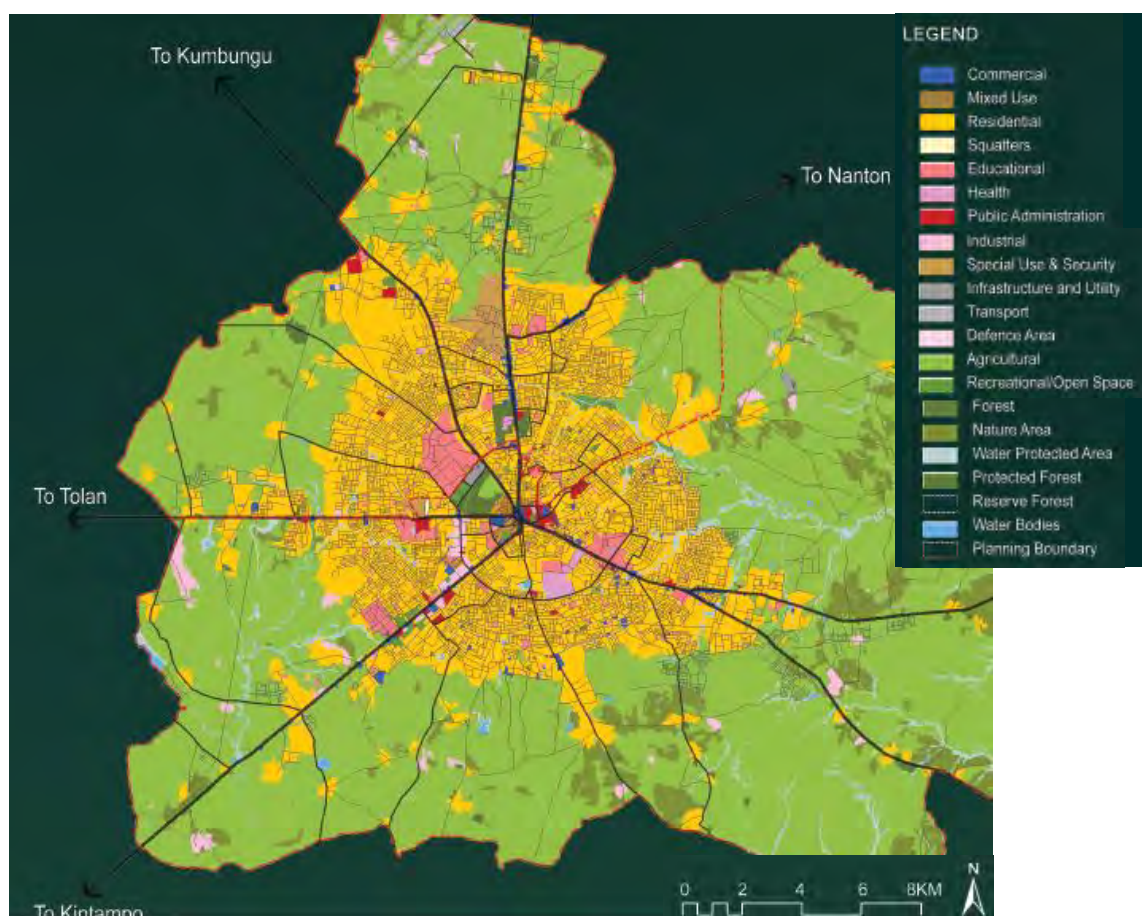 To Kumbungu
To Nanton
To Tolan
To Kintampo
LEGEND
Commercial
Mixed Use
Residential
Squatters
Educational
Health
Public Administration
Industrial
Special Use & Security
Infrastructure and Utility
Transport
Defence Area
Agricultural
Recreational/Open Space
Forest
Nature Area
Water Protected Area
Protected Forest
Reserve Forest
Water Bodies
Planning Boundary
0 2 4 6 8KM
N